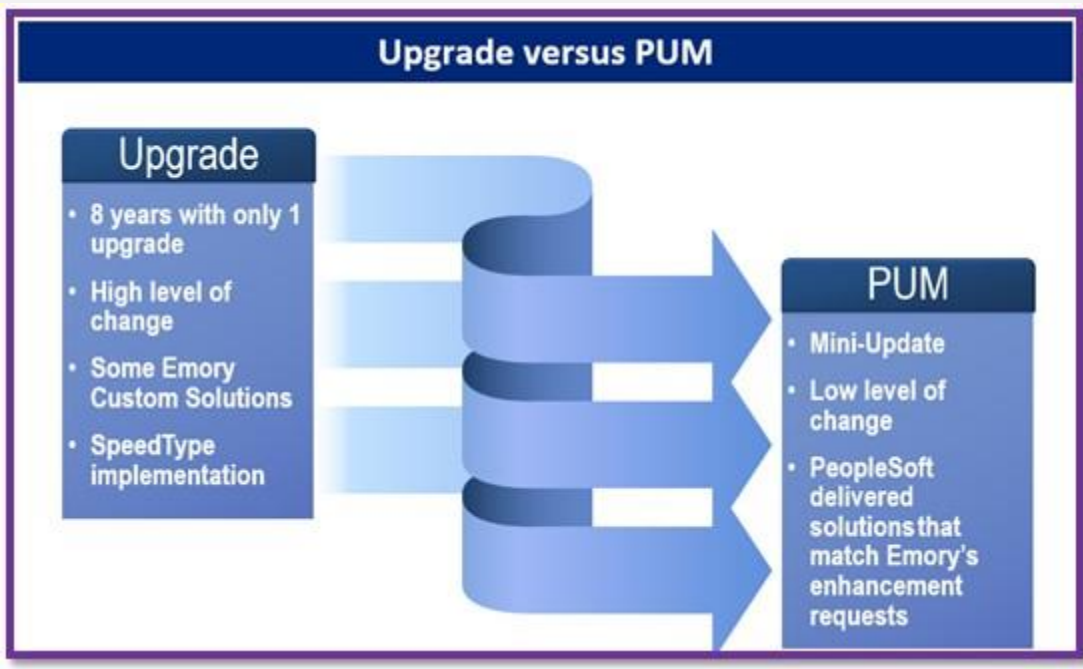 Upgrade versus PUM
Upgrade
• 8 years with only 1
upgrade
• High level of
change
• Some Emory
Custom Solutions
• SpeedType
implementation
PUM
• Mini-Update
• Low level of
change
• PeopleSoft
delivered
solutions that
match Emory's
enhancement
requests